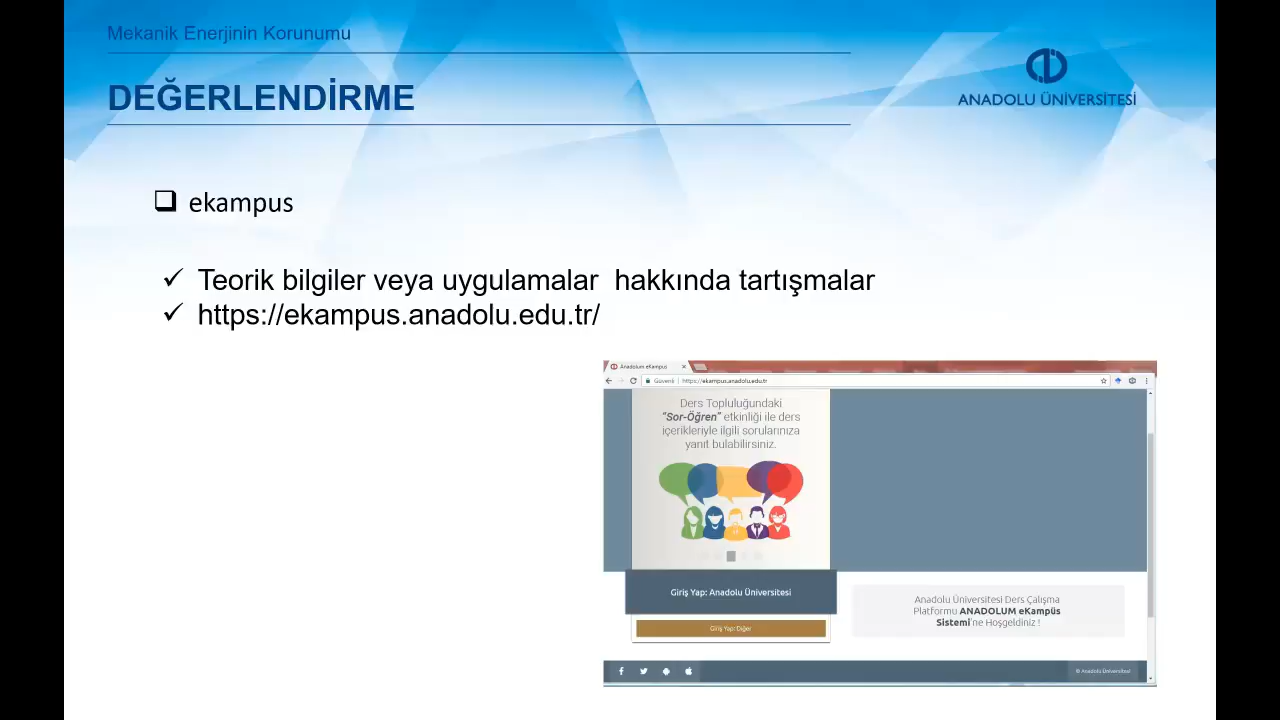 Mekanik Enerjinin Korunumu
DEĞERLENDİRME
ANADOLU ÜNİVERSİTESİ
ekampus
Teorik bilgiler veya uygulamalar hakkında tartışmalar
https://ekampus.anadolu.edu.tr/
Anadolum eKampus
Güvenli | https://ekampus.anadolu.edu.tr
Ders Topluluğundaki
"Sor-Öğren" etkinliği ile ders
içerikleriyle ilgili sorularınıza
yanıt bulabilirsiniz.
Giriş Yap: Anadolu Üniversitesi
Giriş Yap: Diğer
Anadolu Üniversitesi Ders Çalışma
Platformu ANADOLUM eKampüs
Sistemi'ne Hoşgeldiniz !
© Anadolu Üniversitesi